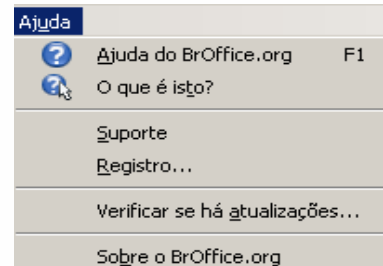 Ajuda
Ajuda do BrOffice.org F1
O que é isto?
Suporte
Registro...
Verificar se há atualizações...
Sobre o BrOffice.org